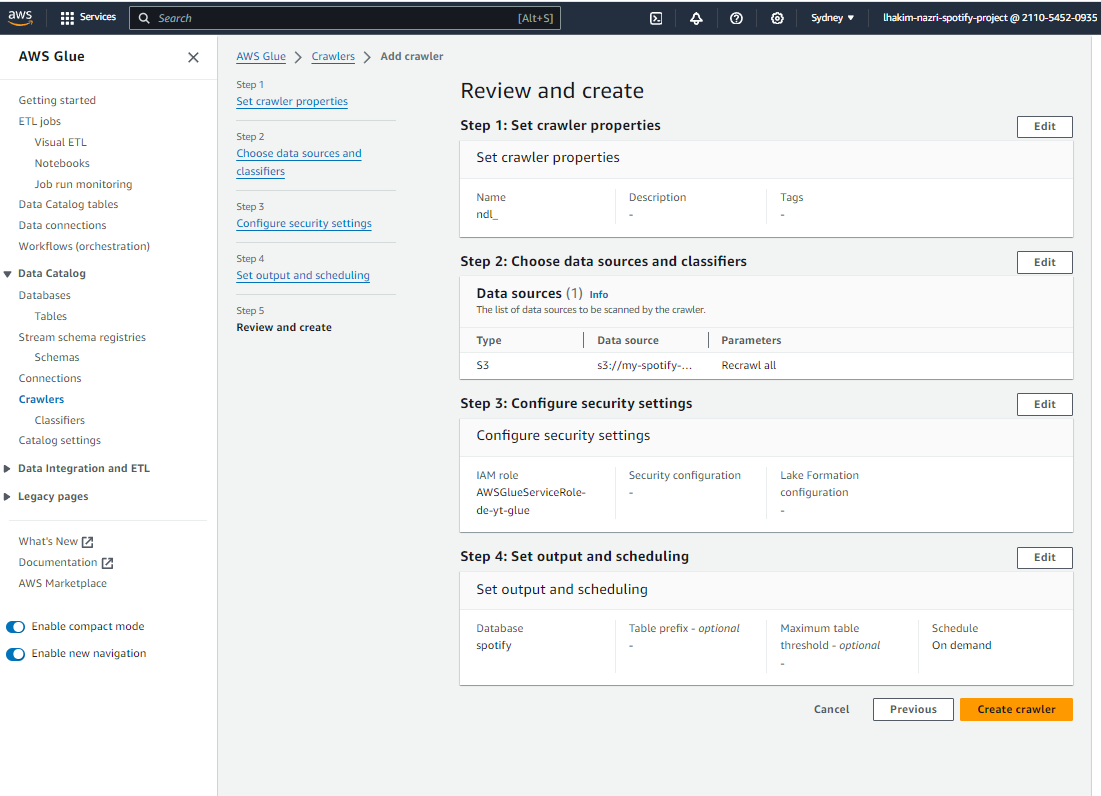 aws Services Search [Alt+S] Sydney lhakim-nazri-spotify-project @ 2110-5452-0935
AWS Glue
Getting started
ETL jobs
Visual ETL
Notebooks
Job run monitoring
Data Catalog tables
Data connections
Workflows (orchestration)
Data Catalog
Databases
Tables
Stream schema registries
Schemas
Connections
Crawlers
Classifiers
Catalog settings
Data Integration and ETL
Legacy pages
What's New
Documentation
AWS Marketplace
Enable compact mode
Enable new navigation
AWS Glue > Crawlers > Add crawler
Step 1
Set crawler properties
Step 2
Choose data sources and
classifiers
Step 3
Configure security settings
Step 4
Set output and scheduling
Step 5
Review and create
Review and create
Step 1: Set crawler properties Edit
Set crawler properties
Name Description Tags
ndl_ - -
Step 2: Choose data sources and classifiers Edit
Data sources (1) Info
The list of data sources to be scanned by the crawler.
Type Data source Parameters
S3 s3://my-spotify-... Recrawl all
Step 3: Configure security settings Edit
Configure security settings
IAM role Security configuration Lake Formation
AWSGlueServiceRole- - configuration
de-yt-glue -
Step 4: Set output and scheduling Edit
Set output and scheduling
Database Table prefix - optional Maximum table Schedule
spotify - threshold - optional On demand
-
Cancel Previous Create crawler